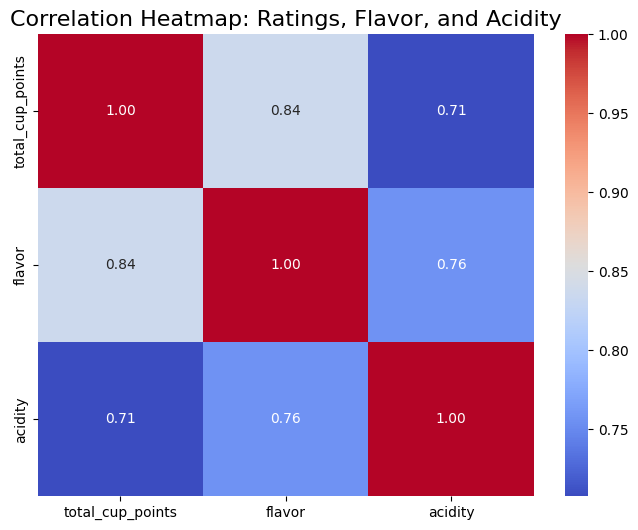 Correlation Heatmap: Ratings, Flavor, and Acidity
total_cup_points
1.00
0.84
0.71
flavor
0.84
1.00
0.76
acidity
0.71
0.76
1.00
total_cup_points
flavor
acidity
1.00
0.95
0.90
0.85
0.80
0.75